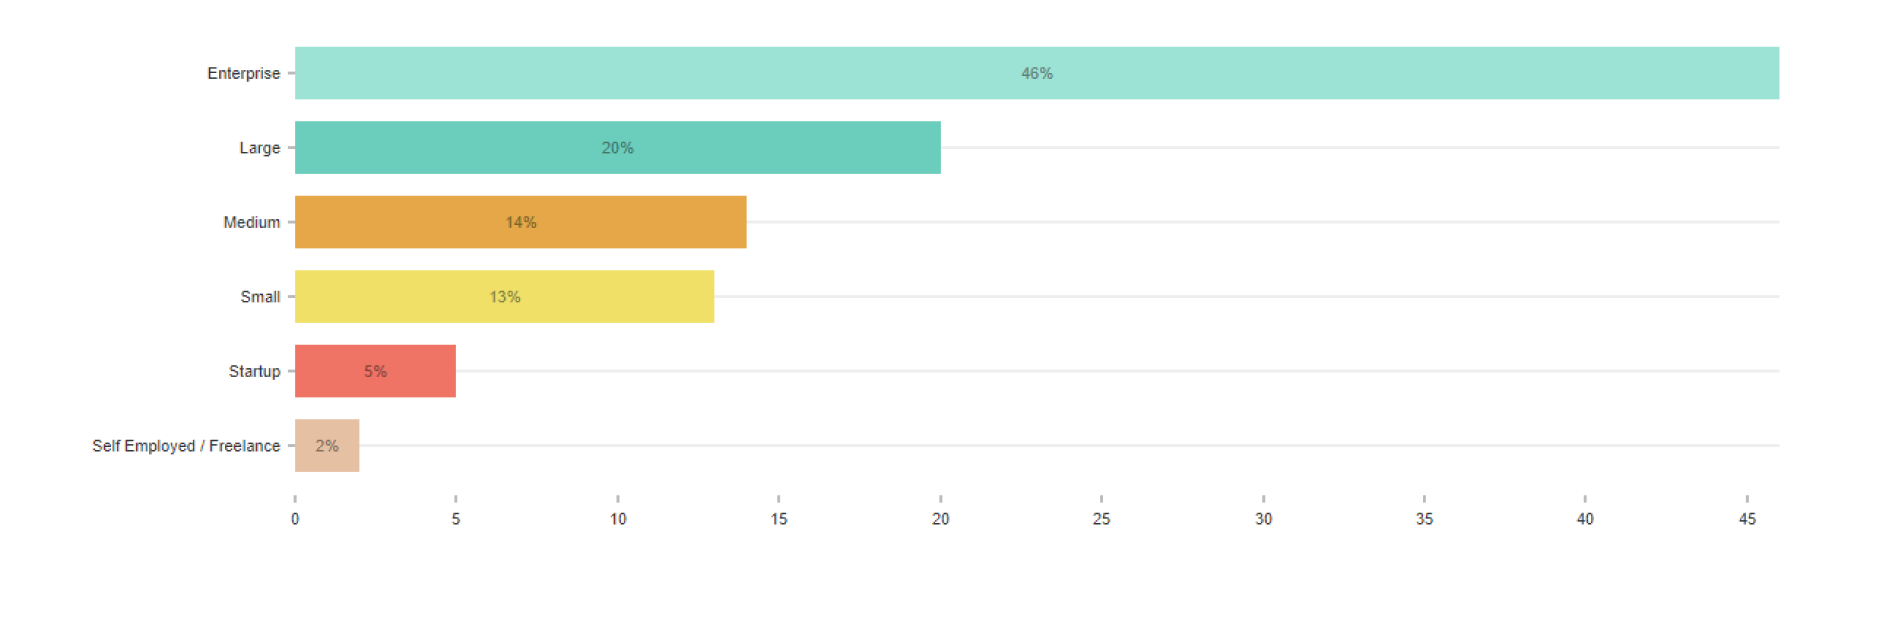 Enterprise 46%
Large 20%
Medium 14%
Small 13%
Startup 5%
Self Employed / Freelance 2%
0 5 10 15 20 25 30 35 40 45